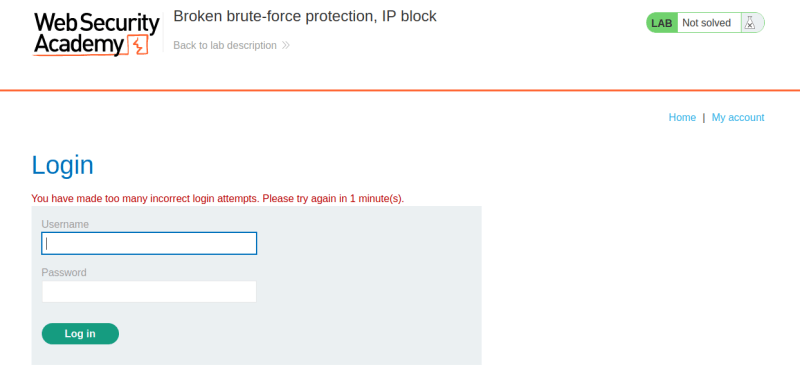 Web Security
Academy
Broken brute-force protection, IP block
Back to lab description
LAB Not solved
Home | My account
Login
You have made too many incorrect login attempts. Please try again in 1 minute(s).
Username
Password
Log in